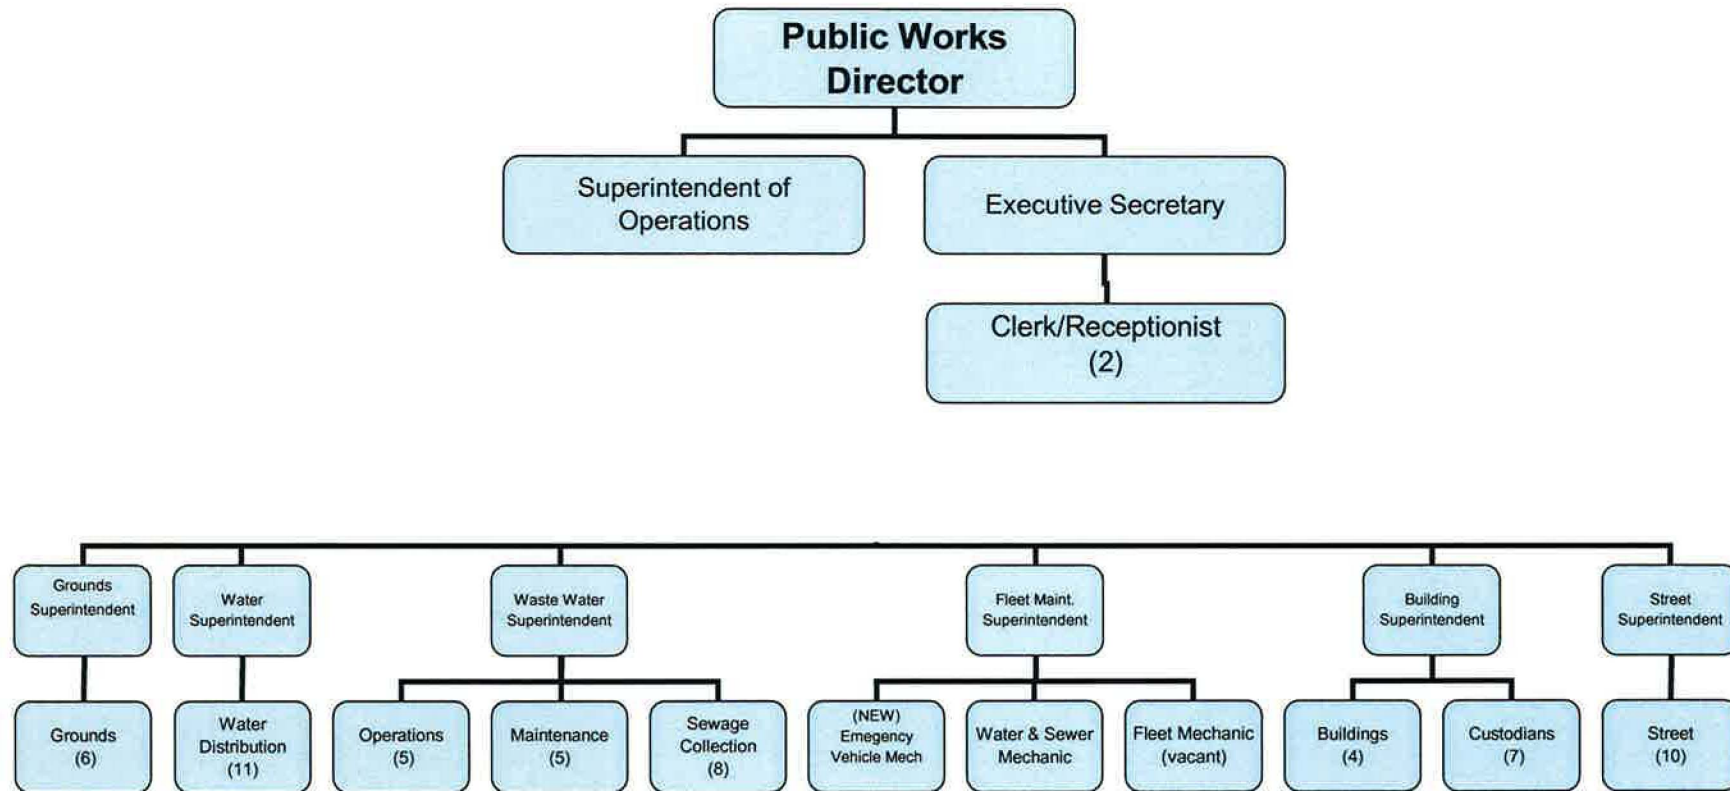 Public Works
Director
Superintendent of
Operations
Executive Secretary
Clerk/Receptionist
(2)
Grounds
Superintendent
Water
Superintendent
Waste Water
Superintendent
Fleet Maint.
Superintendent
Building
Superintendent
Street
Superintendent
Grounds
(6)
Water
Distribution
(11)
Operations
(5)
Maintenance
(5)
Sewage
Collection
(8)
(NEW)
Emegency
Vehicle Mech
Water & Sewer
Mechanic
Fleet Mechanic
(vacant)
Buildings
(4)
Custodians
(7)
Street
(10)